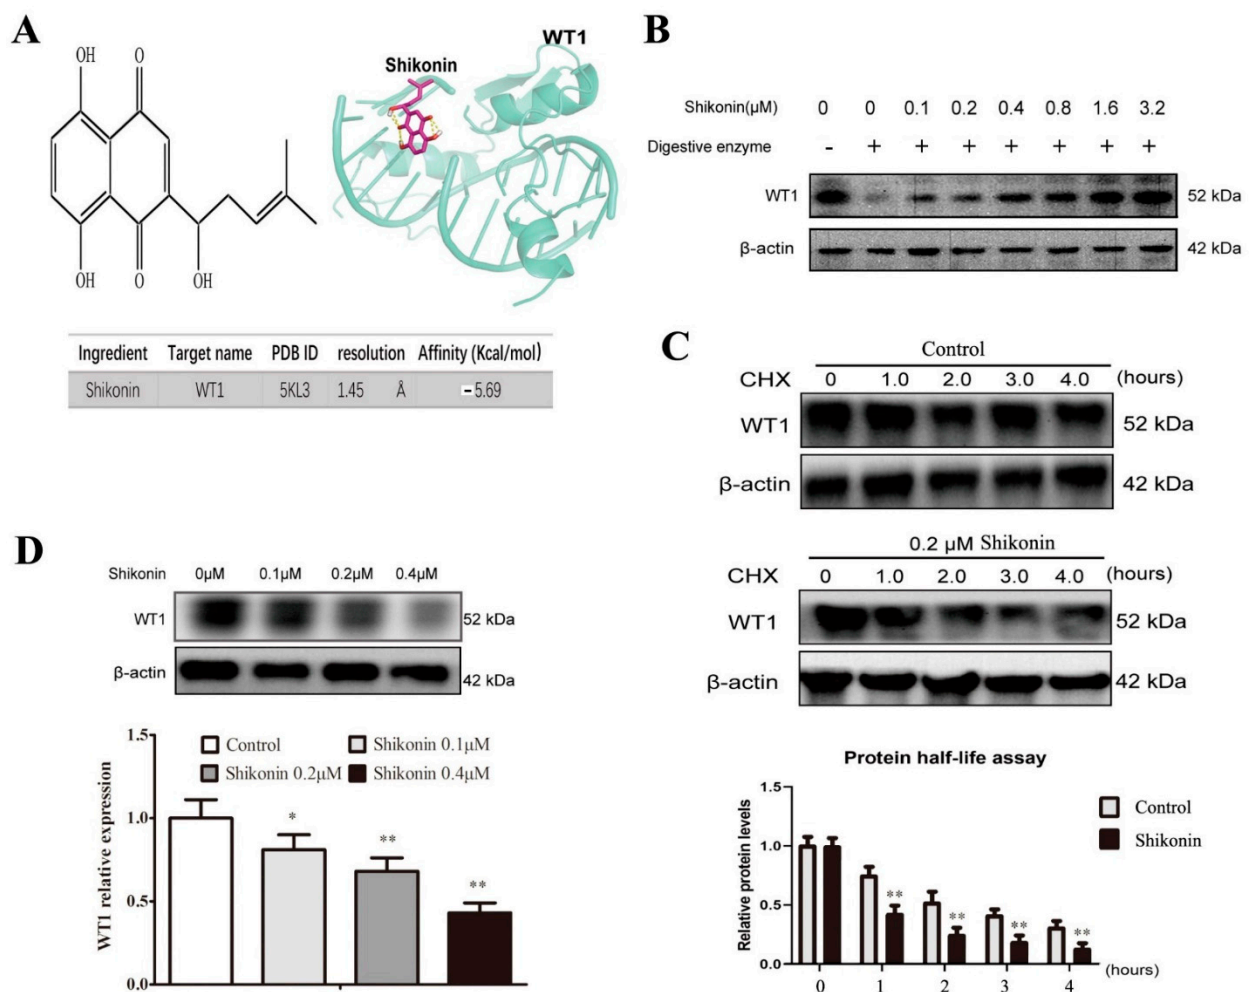 A
OH
O
OH
O
OH
Shikonin
WT1
Ingredient Target name PDB ID resolution Affinity (Kcal/mol)
Shikonin WT1 5KL3 1.45 Å −5.69
B
Shikonin(μM) 0 0 0.1 0.2 0.4 0.8 1.6 3.2
Digestive enzyme - + + + + + + +
WT1 52 kDa
β-actin 42 kDa
C
Control
CHX 0 1.0 2.0 3.0 4.0 (hours)
WT1 52 kDa
β-actin 42 kDa
0.2 μM Shikonin
CHX 0 1.0 2.0 3.0 4.0 (hours)
WT1 52 kDa
β-actin 42 kDa
Protein half-life assay
Relative protein levels
1.5
1.0
0.5
0.0
Control
Shikonin
**
**
**
**
0 1 2 3 4 (hours)
D
Shikonin 0μM 0.1μM 0.2μM 0.4μM
WT1 52 kDa
β-actin 42 kDa
WT1 relative expression
1.5
1.0
0.5
0.0
Control Shikonin 0.1μM
Shikonin 0.2μM Shikonin 0.4μM
*
**
**